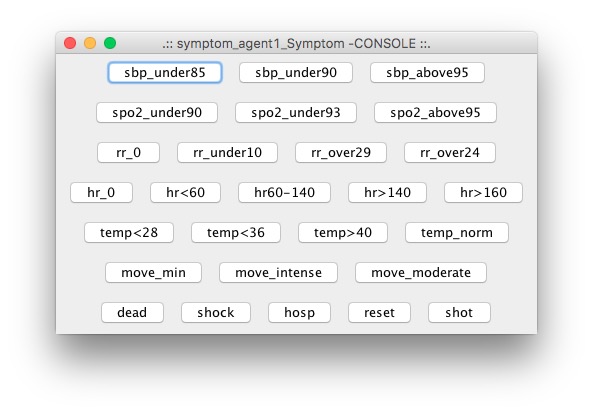 .:: symptom_agent1_Symptom -CONSOLE ::.
sbp_under85 sbp_under90 sbp_above95
spo2_under90 spo2_under93 spo2_above95
rr_0 rr_under10 rr_over29 rr_over24
hr_0 hr<60 hr60-140 hr>140 hr>160
temp<28 temp<36 temp>40 temp_norm
move_min move_intense move_moderate
dead shock hosp reset shot